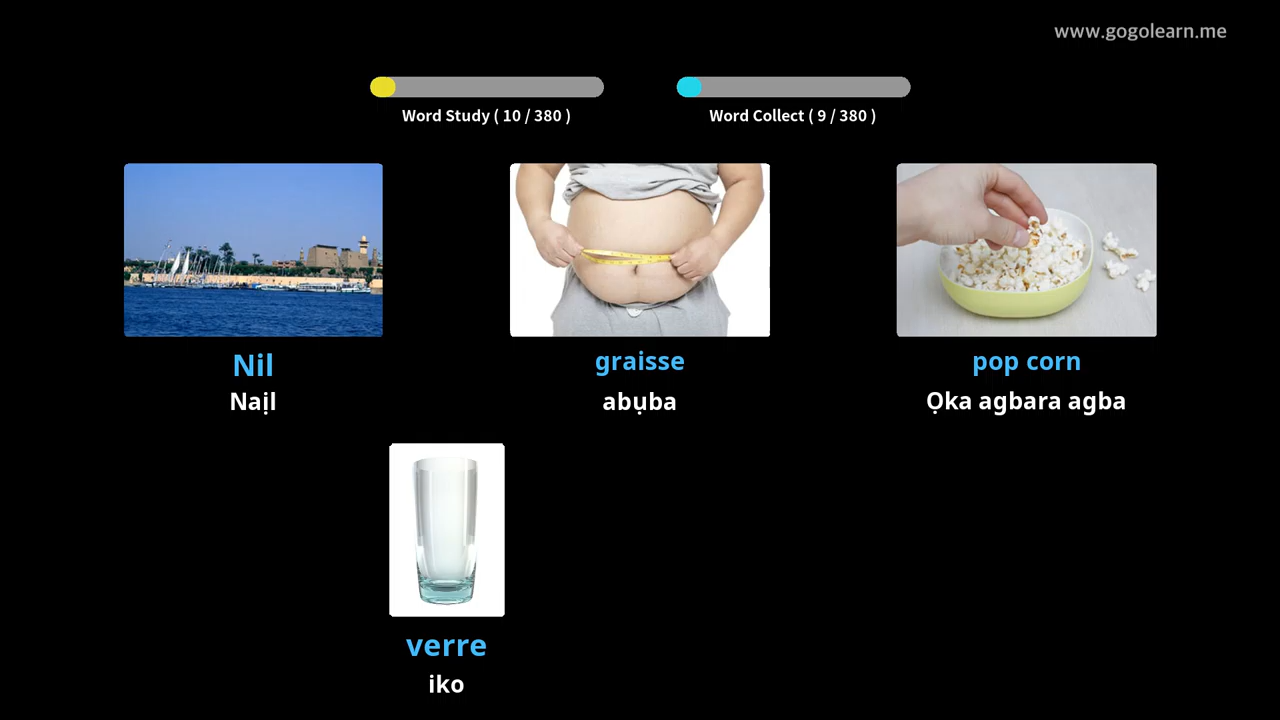 www.gogolearn.me
Word Study ( 10 / 380 )
Word Collect ( 9 / 380 )
Nil
Naịl
graisse
abụba
pop corn
Ọka agbara agba
verre
iko